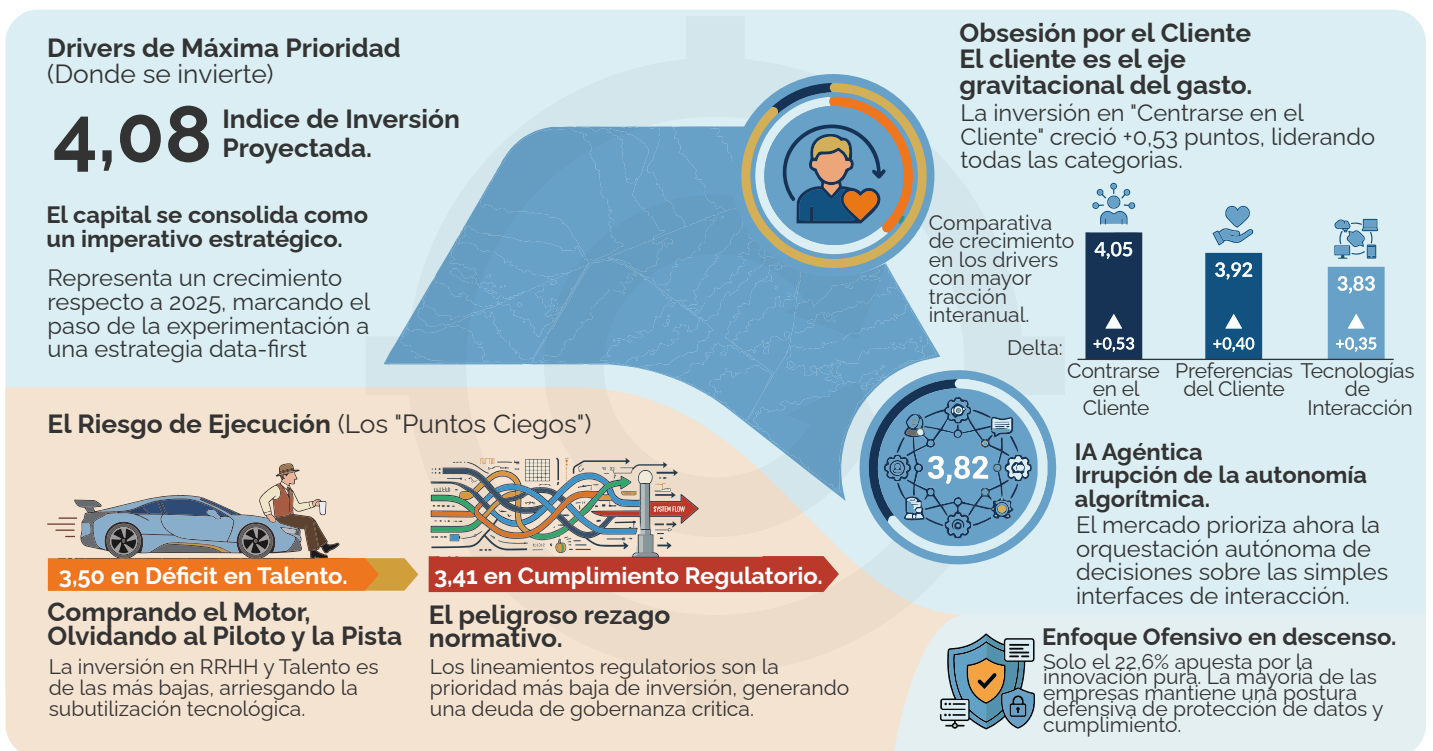 Drivers de Máxima Prioridad
(Donde se invierte)
4,08
Indice de Inversión
Proyectada.
El capital se consolida como
un imperativo estratégico.
Representa un crecimiento
respecto a 2025, marcando el
paso de la experimentación a
una estrategia data-first
Obsesión por el Cliente
El cliente es el eje
gravitacional del gasto.
La inversión en "Centrarse en el
Cliente" creció +0,53 puntos, liderando
todas las categorias.
Comparativa
de crecimiento
en los drivers
con mayor
tracción
interanual.
Delta:
4,05
+0,53
Contrarse
en el
Cliente
3,92
+0,40
Preferencias
del Cliente
3,83
+0,35
Tecnologías
de
Interacción
3,82
IA Agéntica
Irrupción de la autonomía
algorítmica.
El mercado prioriza ahora la
orquestación autónoma de
decisiones sobre las simples
interfaces de interacción.
El Riesgo de Ejecución (Los "Puntos Ciegos")
3,50 en Déficit en Talento.
Comprando el Motor,
Olvidando al Piloto y la Pista
La inversión en RRHH y Talento es
de las más bajas, arriesgando la
subutilización tecnológica.
SYSTEM FLOW
3,41 en Cumplimiento Regulatorio.
El peligroso rezago
normativo.
Los lineamientos regulatorios son la
prioridad más baja de inversión, generando
una deuda de gobernanza critica.
Enfoque Ofensivo en descenso.
Solo el 22,6% apuesta por la
innovación pura. La mayoría de las
empresas mantiene una postura
defensiva de protección de datos y
cumplimiento.